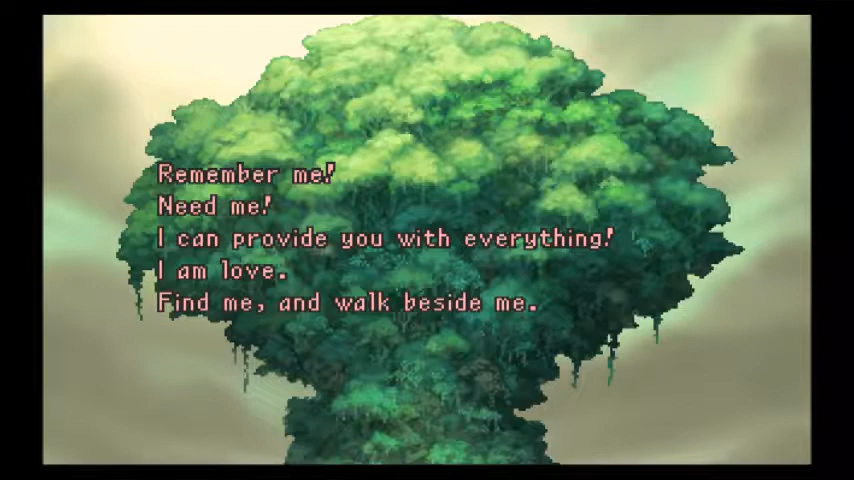 Remember me!
Need me!
I can provide you with everything!
I am love.
Find me, and walk beside me.